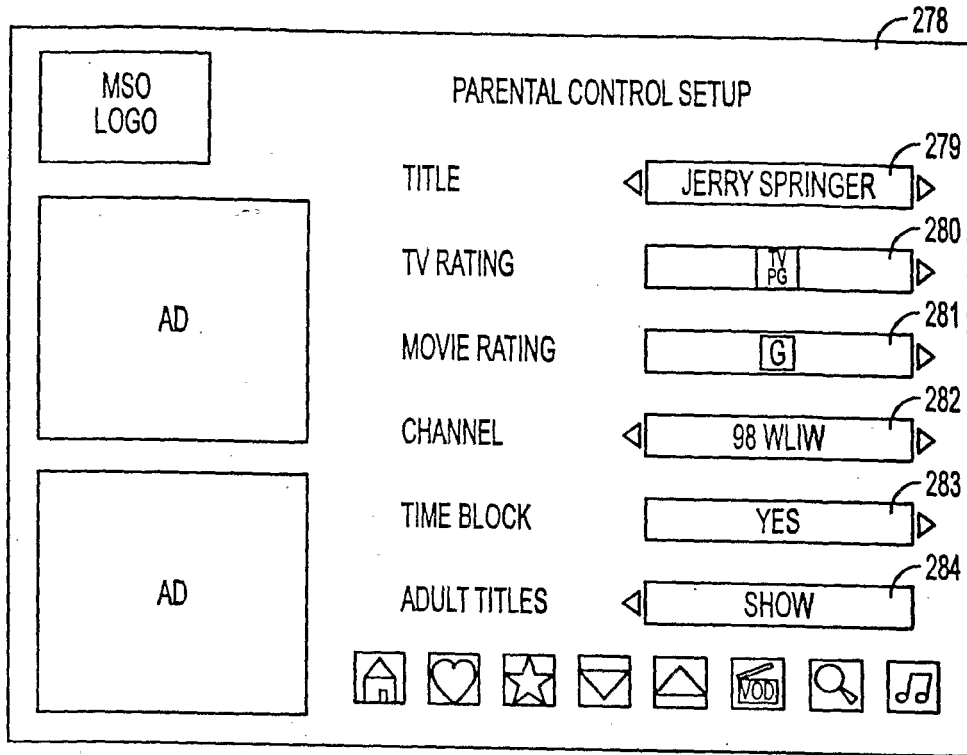 278
MSO
LOGO
PARENTAL CONTROL SETUP
279
TITLE
JERRY SPRINGER
280
TV RATING
TV
PG
281
MOVIE RATING
G
282
CHANNEL
98 WLIW
283
TIME BLOCK
YES
284
ADULT TITLES
SHOW
AD
AD
VOD